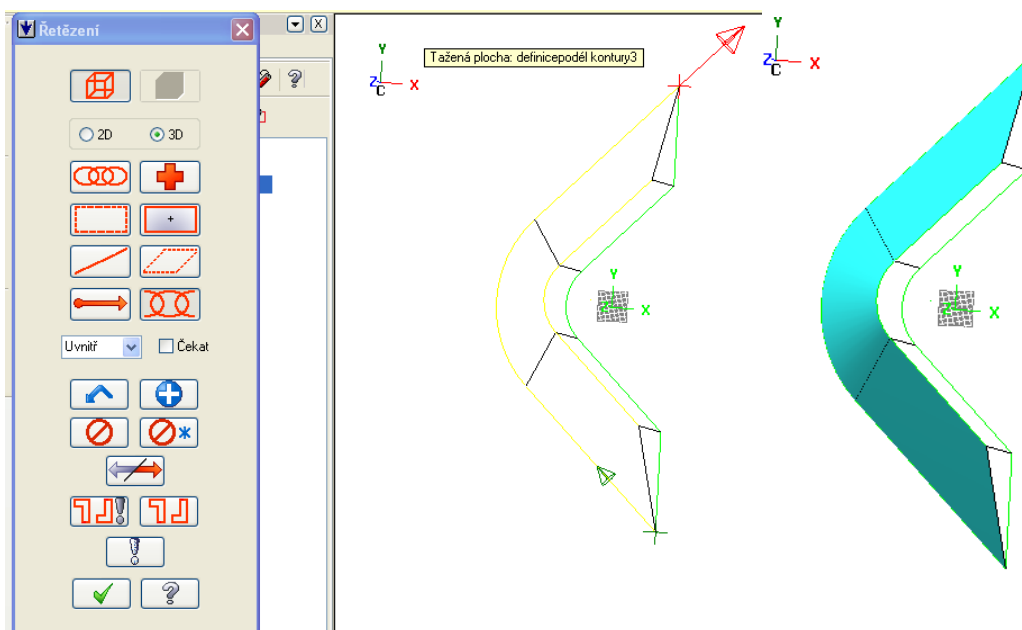 Řetězení
2D
3D
Uvnitř
Čekat
Tažená plocha: definicepodél kontury3
Y
Z
C
X
Y
X
Y
Z
C
X
Y
X